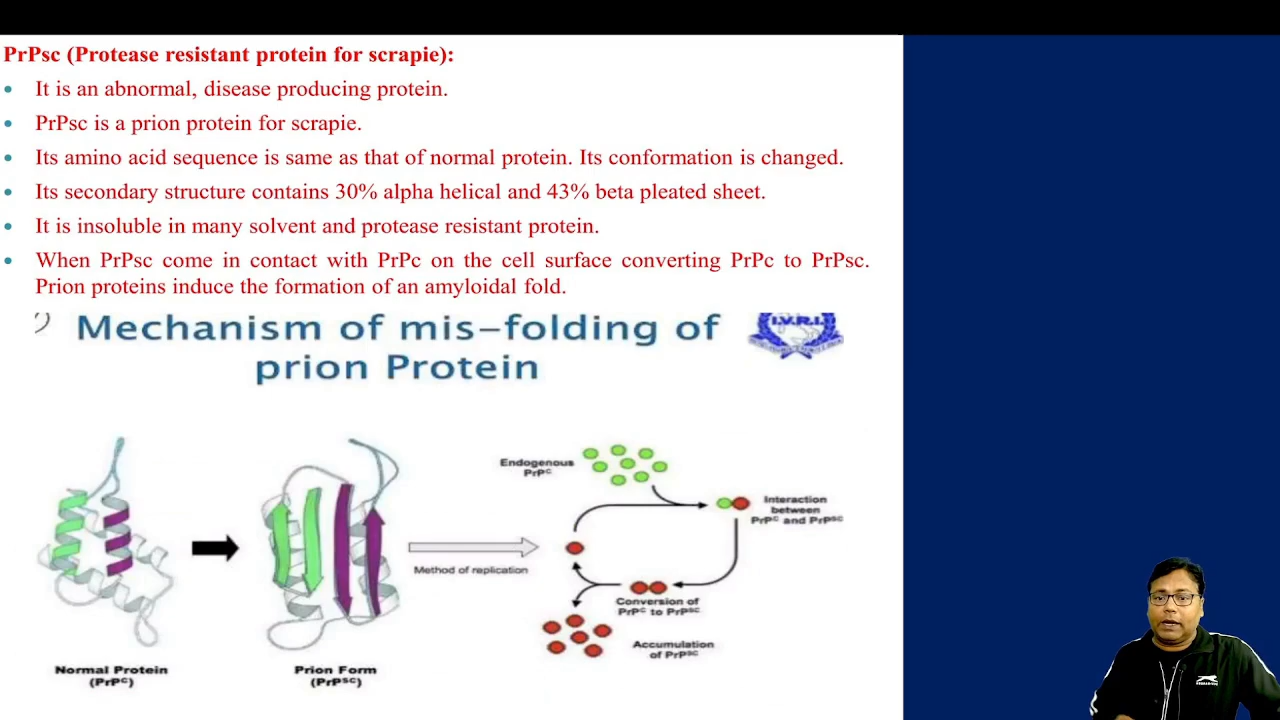 PrPsc (Protease resistant protein for scrapie):
• It is an abnormal, disease producing protein.
• PrPsc is a prion protein for scrapie.
• Its amino acid sequence is same as that of normal protein. Its conformation is changed.
• Its secondary structure contains 30% alpha helical and 43% beta pleated sheet.
• It is insoluble in many solvent and protease resistant protein.
• When PrPsc come in contact with PrPc on the cell surface converting PrPc to PrPsc.
Prion proteins induce the formation of an amyloidal fold.
Mechanism of mis-folding of
prion Protein
I.V.R.I.
Endogenous
PrPC
Interaction
between
PrPC and PrPSC
Method of replication
Conversion of
PrPC to PrPSC
Accumulation
of PrPSC
Normal Protein
(PrPC)
Prion Form
(PrPSC)